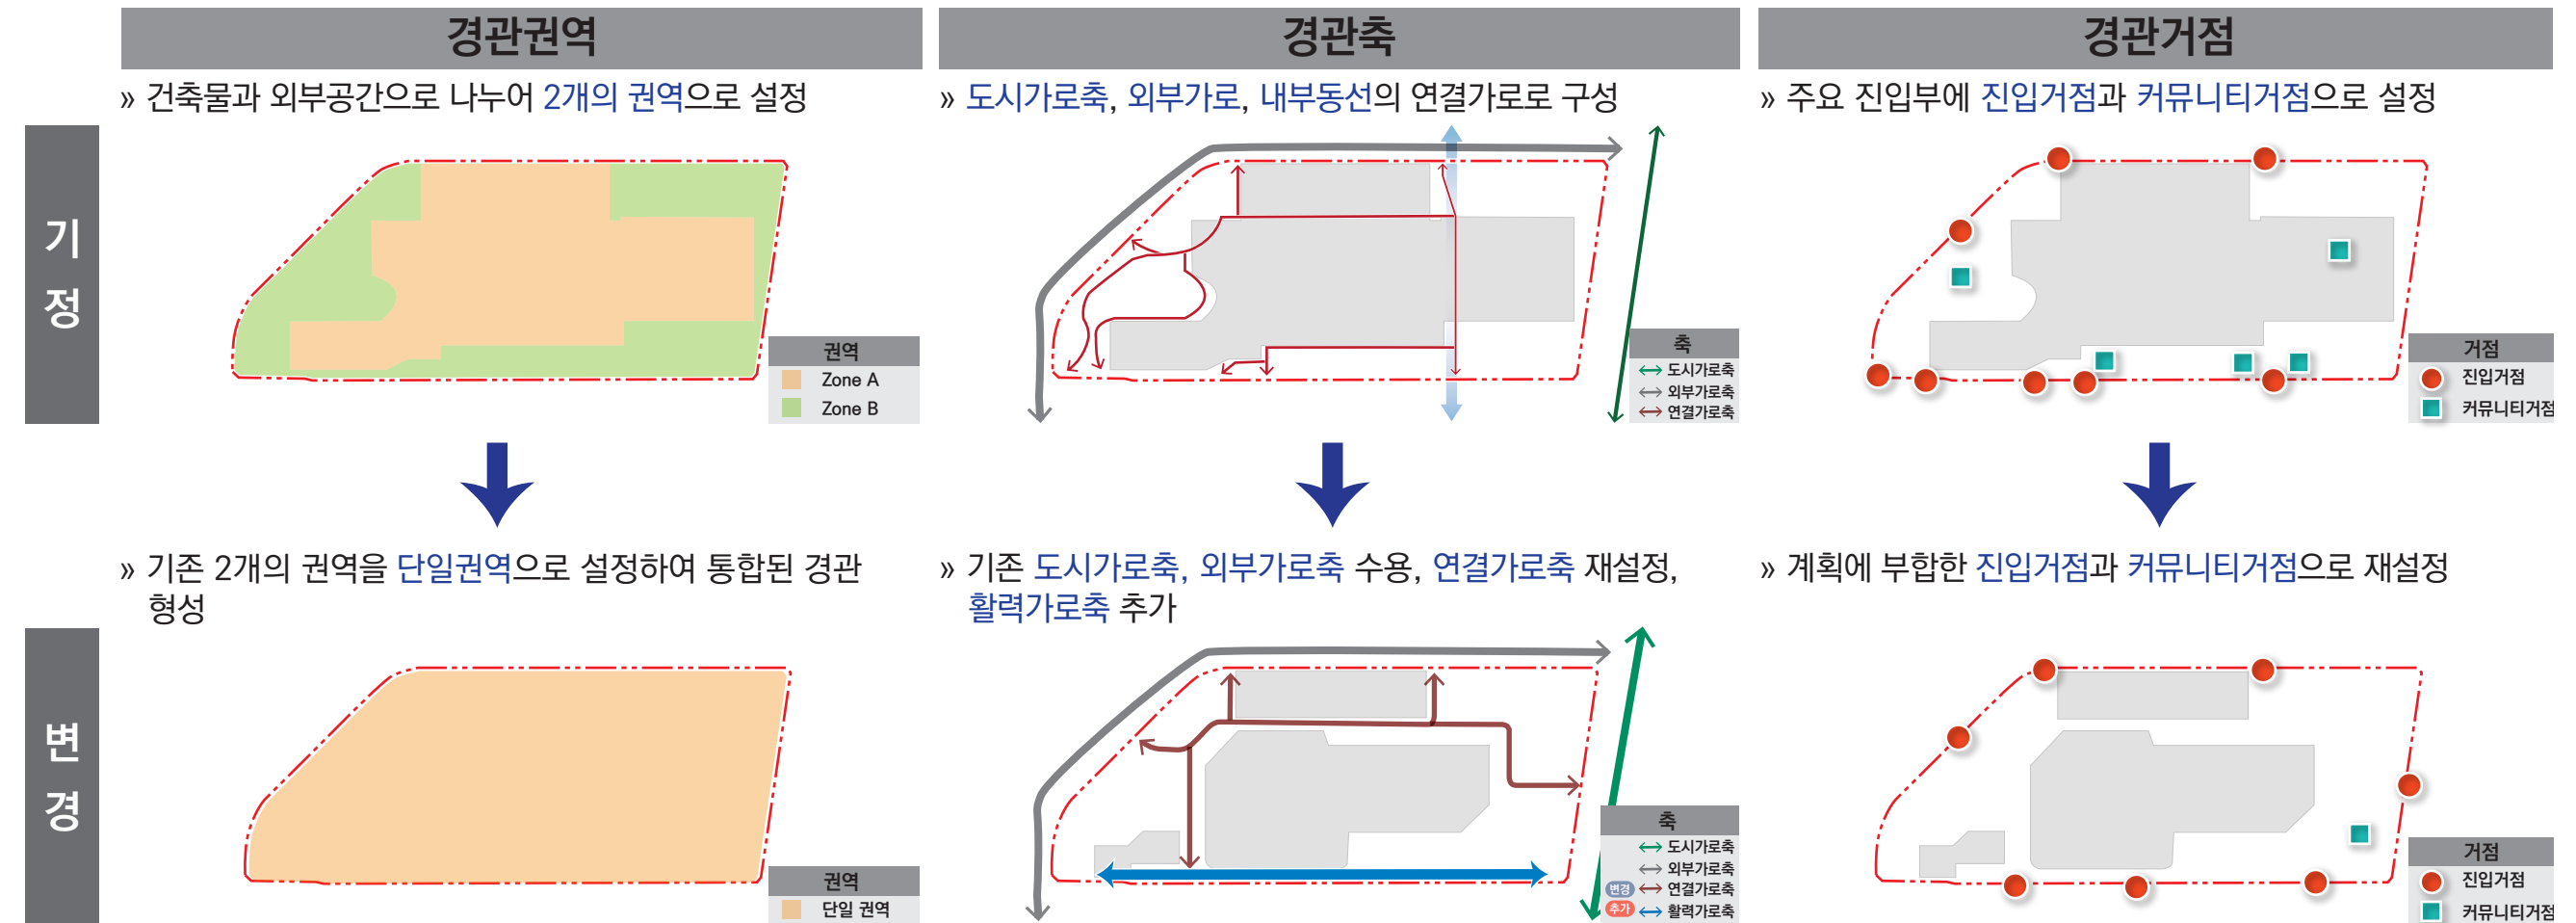 경관권역
경관축
경관거점
기정
» 건축물과 외부공간으로 나누어 2개의 권역으로 설정
권역
Zone A
Zone B
» 도시가로축, 외부가로, 내부동선의 연결가로로 구성
축
도시가로축
외부가로축
연결가로축
» 주요 진입부에 진입거점과 커뮤니티거점으로 설정
거점
진입거점
커뮤니티거점
변경
» 기존 2개의 권역을 단일권역으로 설정하여 통합된 경관
형성
권역
단일 권역
» 기존 도시가로축, 외부가로축 수용, 연결가로축 재설정,
활력가로축 추가
축
도시가로축
외부가로축
변경 연결가로축
추가 활력가로축
» 계획에 부합한 진입거점과 커뮤니티거점으로 재설정
거점
진입거점
커뮤니티거점